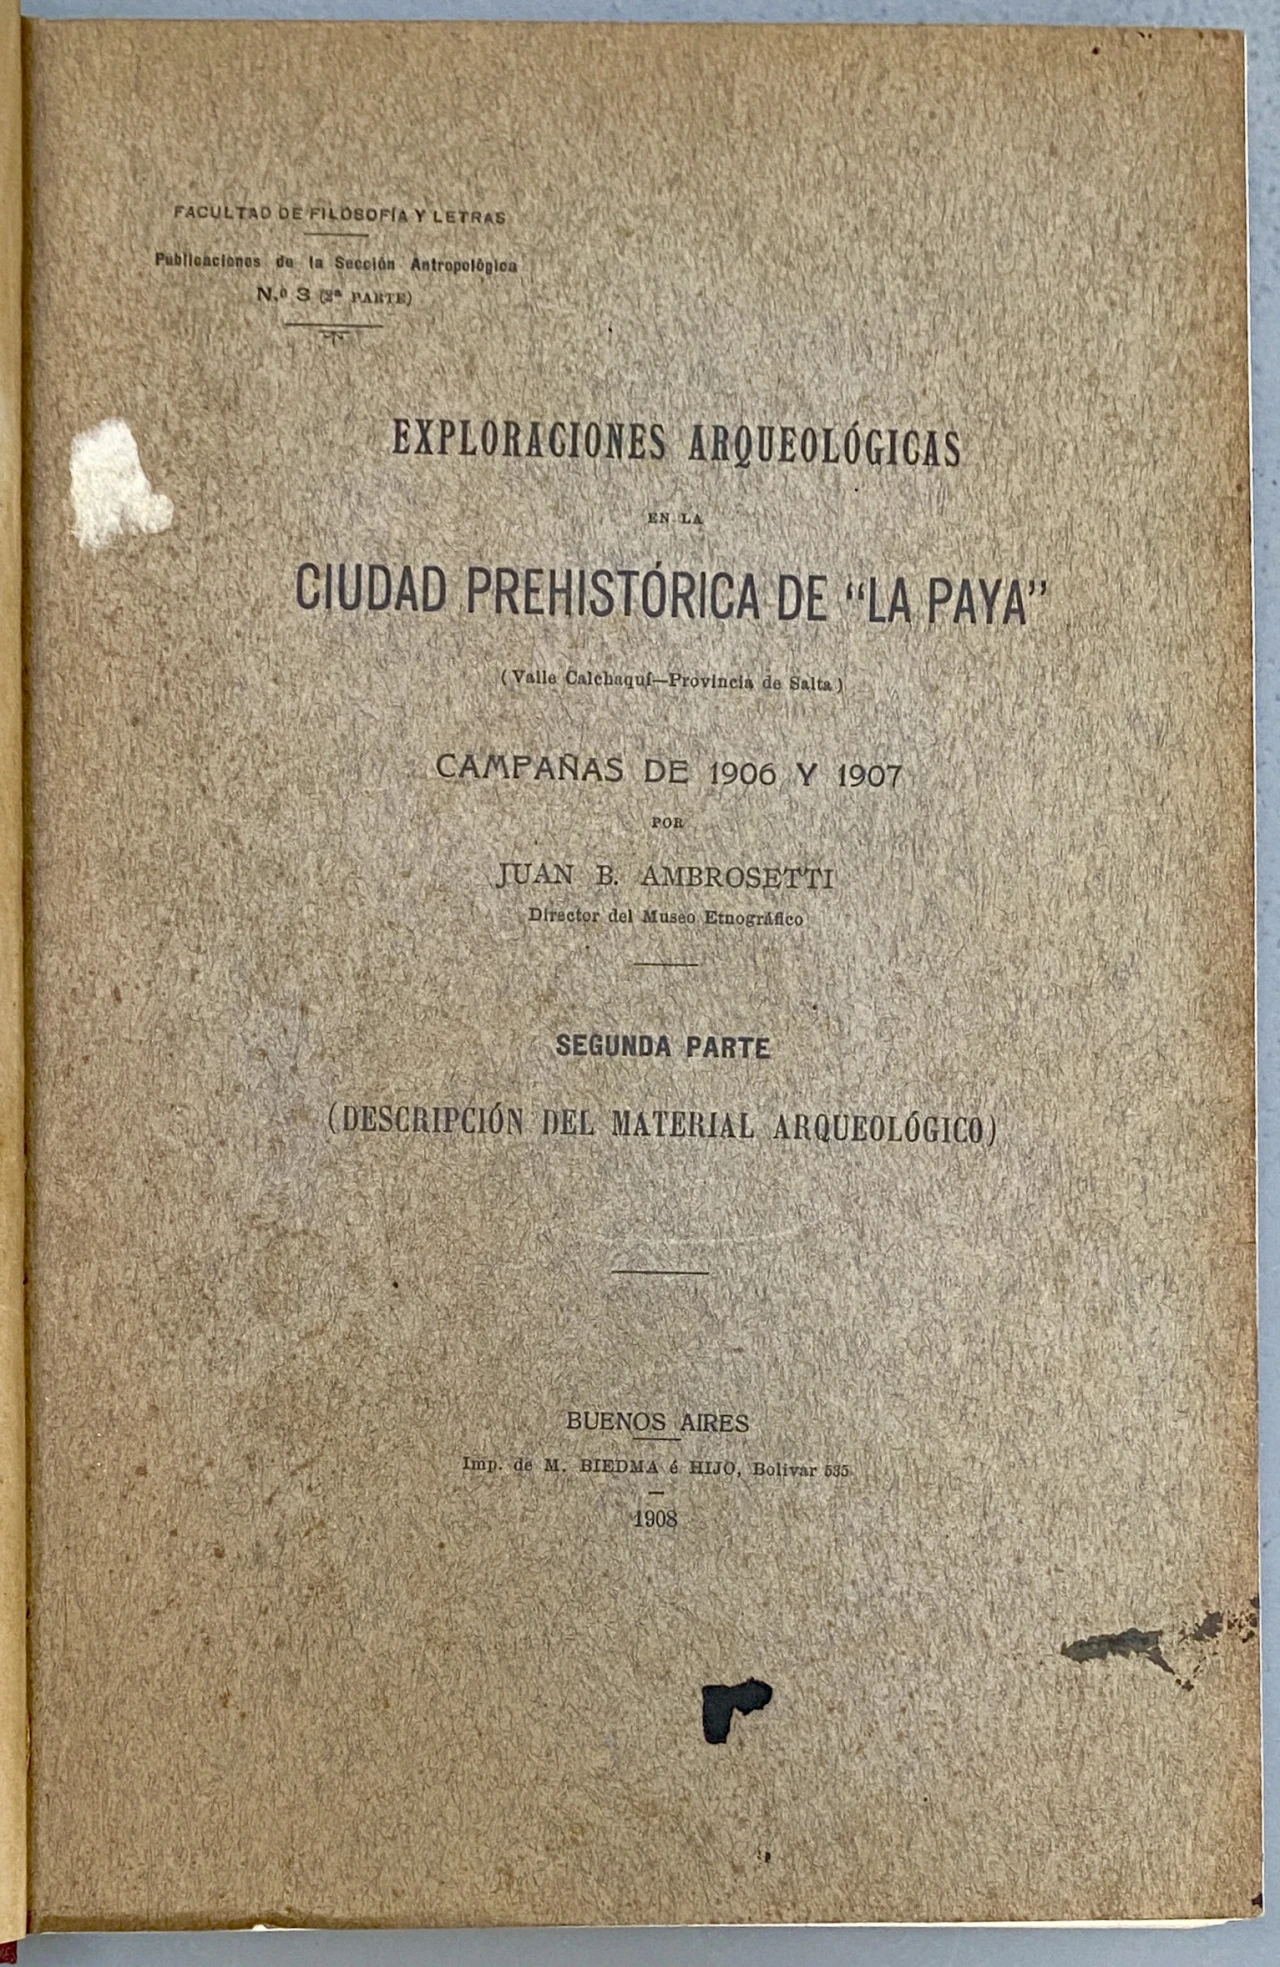 FACULTAD DE FILOSOFÍA Y LETRAS
Publicaciones de la Sección Antropológica
N.º 3 (2ª PARTE)
EXPLORACIONES ARQUEOLÓGICAS
EN LA
CIUDAD PREHISTÓRICA DE “LA PAYA”
(Valle Calchaquí—Provincia de Salta)
CAMPAÑAS DE 1906 Y 1907
POR
JUAN B. AMBROSETTI
Director del Museo Etnográfico
SEGUNDA PARTE
(DESCRIPCIÓN DEL MATERIAL ARQUEOLÓGICO)
BUENOS AIRES
Imp. de M. BIEDMA é HIJO, Bolívar 535
1908